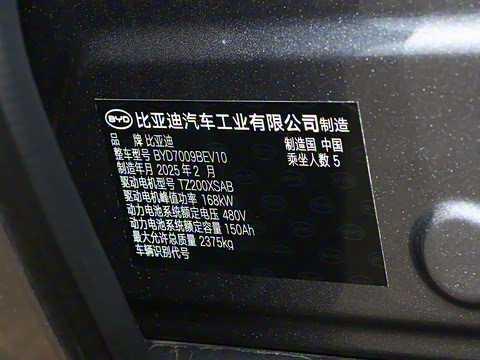 BYD 比亚迪汽车工业有限公司制造
品 牌 比亚迪 制造国 中国
整车型号 BYD7009BEV10 乘坐人数 5
制造年月 2025 年 2 月
驱动电机型号 TZ200XSAB
驱动电机峰值功率 168kW
动力电池系统额定电压 480V
动力电池系统额定容量 150Ah
最大允许总质量 2375kg
车辆识别代号